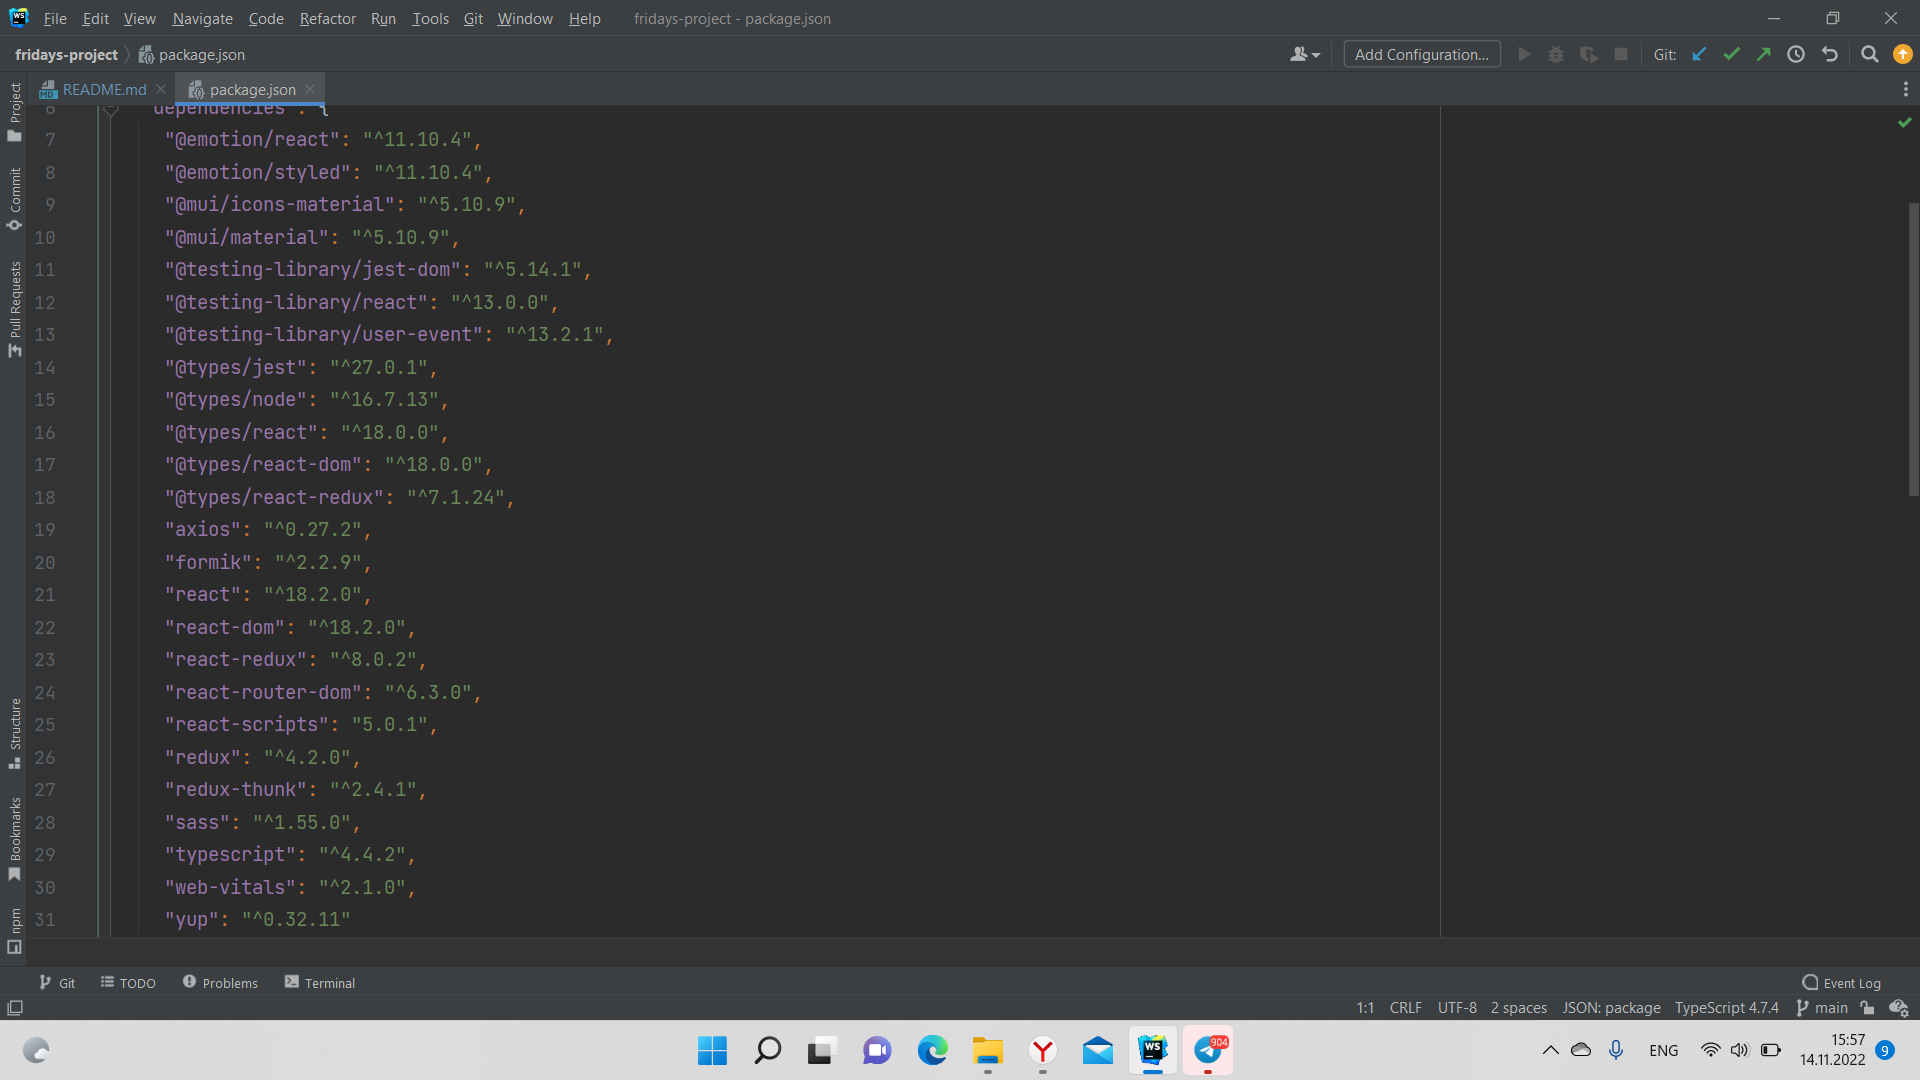 File Edit View Navigate Code Refactor Run Tools Git Window Help fridays-project - package.json
fridays-project package.json Add Configuration... Git:
README.md package.json
6 "dependencies": {
7 "@emotion/react": "^11.10.4",
8 "@emotion/styled": "^11.10.4",
9 "@mui/icons-material": "^5.10.9",
10 "@mui/material": "^5.10.9",
11 "@testing-library/jest-dom": "^5.14.1",
12 "@testing-library/react": "^13.0.0",
13 "@testing-library/user-event": "^13.2.1",
14 "@types/jest": "^27.0.1",
15 "@types/node": "^16.7.13",
16 "@types/react": "^18.0.0",
17 "@types/react-dom": "^18.0.0",
18 "@types/react-redux": "^7.1.24",
19 "axios": "^0.27.2",
20 "formik": "^2.2.9",
21 "react": "^18.2.0",
22 "react-dom": "^18.2.0",
23 "react-redux": "^8.0.2",
24 "react-router-dom": "^6.3.0",
25 "react-scripts": "5.0.1",
26 "redux": "^4.2.0",
27 "redux-thunk": "^2.4.1",
28 "sass": "^1.55.0",
29 "typescript": "^4.4.2",
30 "web-vitals": "^2.1.0",
31 "yup": "^0.32.11"
Project
Commit
Pull Requests
Structure
Bookmarks
npm
Git TODO Problems Terminal Event Log
1:1 CRLF UTF-8 2 spaces JSON: package TypeScript 4.7.4 main
WS
904
ENG
15:57
14.11.2022
9